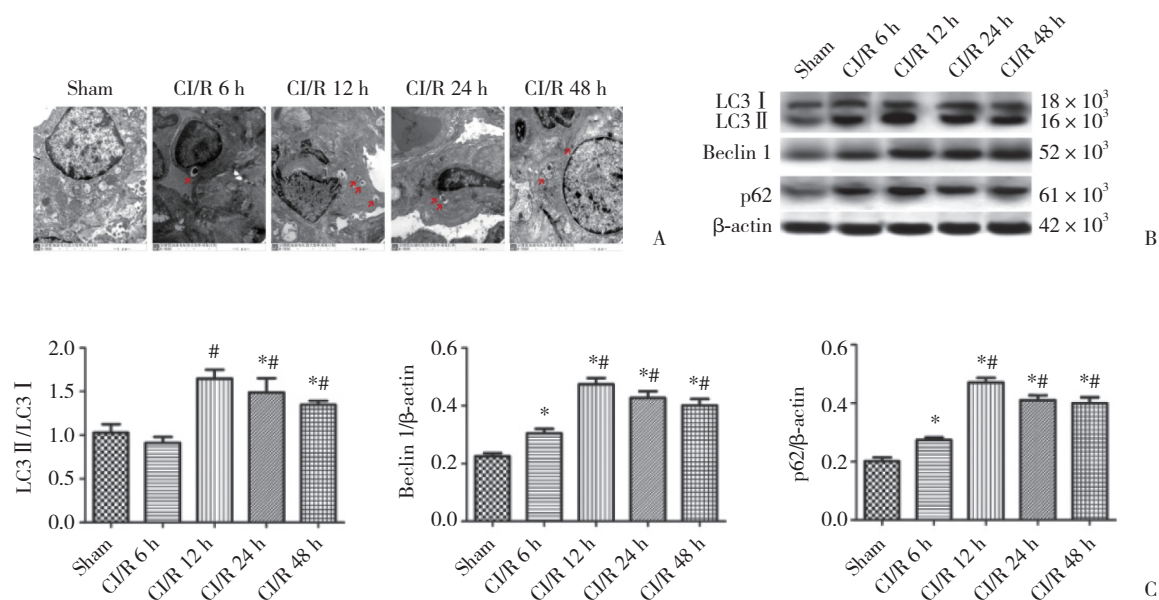 Sham CI/R 6 h CI/R 12 h CI/R 24 h CI/R 48 h
A
Sham CI/R 6 h CI/R 12 h CI/R 24 h CI/R 48 h
LC3 Ⅰ 18 × 10³
LC3 Ⅱ 16 × 10³
Beclin 1 52 × 10³
p62 61 × 10³
β-actin 42 × 10³
B
LC3 Ⅱ/LC3 Ⅰ
2.0
1.5
1.0
0.5
0.0
# *# *#
Sham CI/R 6 h CI/R 12 h CI/R 24 h CI/R 48 h
Beclin 1/β-actin
0.6
0.4
0.2
0.0
* *# *# *#
Sham CI/R 6 h CI/R 12 h CI/R 24 h CI/R 48 h
p62/β-actin
0.6
0.4
0.2
0.0
* *# *# *#
Sham CI/R 6 h CI/R 12 h CI/R 24 h CI/R 48 h
C